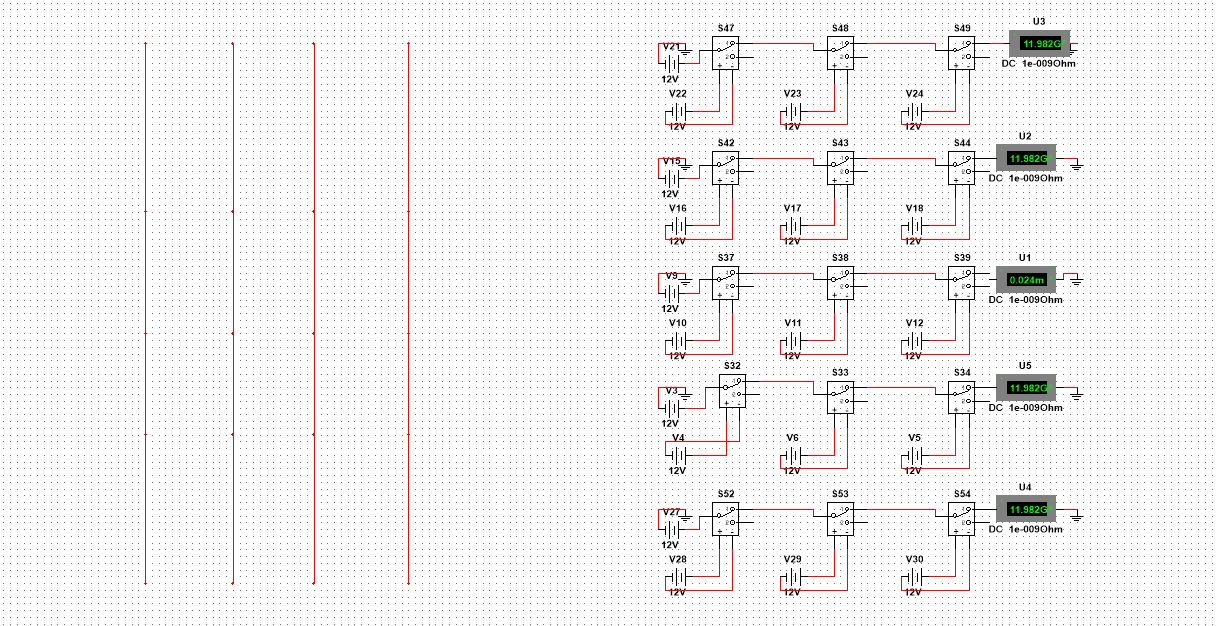 U3
S47 S48 S49
11.982G
V21
DC 1e-009Ohm
12V
V22 V23 V24
12V 12V 12V
U2
S42 S43 S44
11.982G
V15
DC 1e-009Ohm
12V
V16 V17 V18
12V 12V 12V
S37 S38 S39 U1
V9 0.024m
DC 1e-009Ohm
12V
V10 V11 V12
12V 12V 12V
S32 S33 S34 U5
V3 11.982G
DC 1e-009Ohm
12V
V4 V6 V5
12V 12V 12V
U4
S52 S53 S54
V27 11.982G
DC 1e-009Ohm
12V
V28 V29 V30
12V 12V 12V